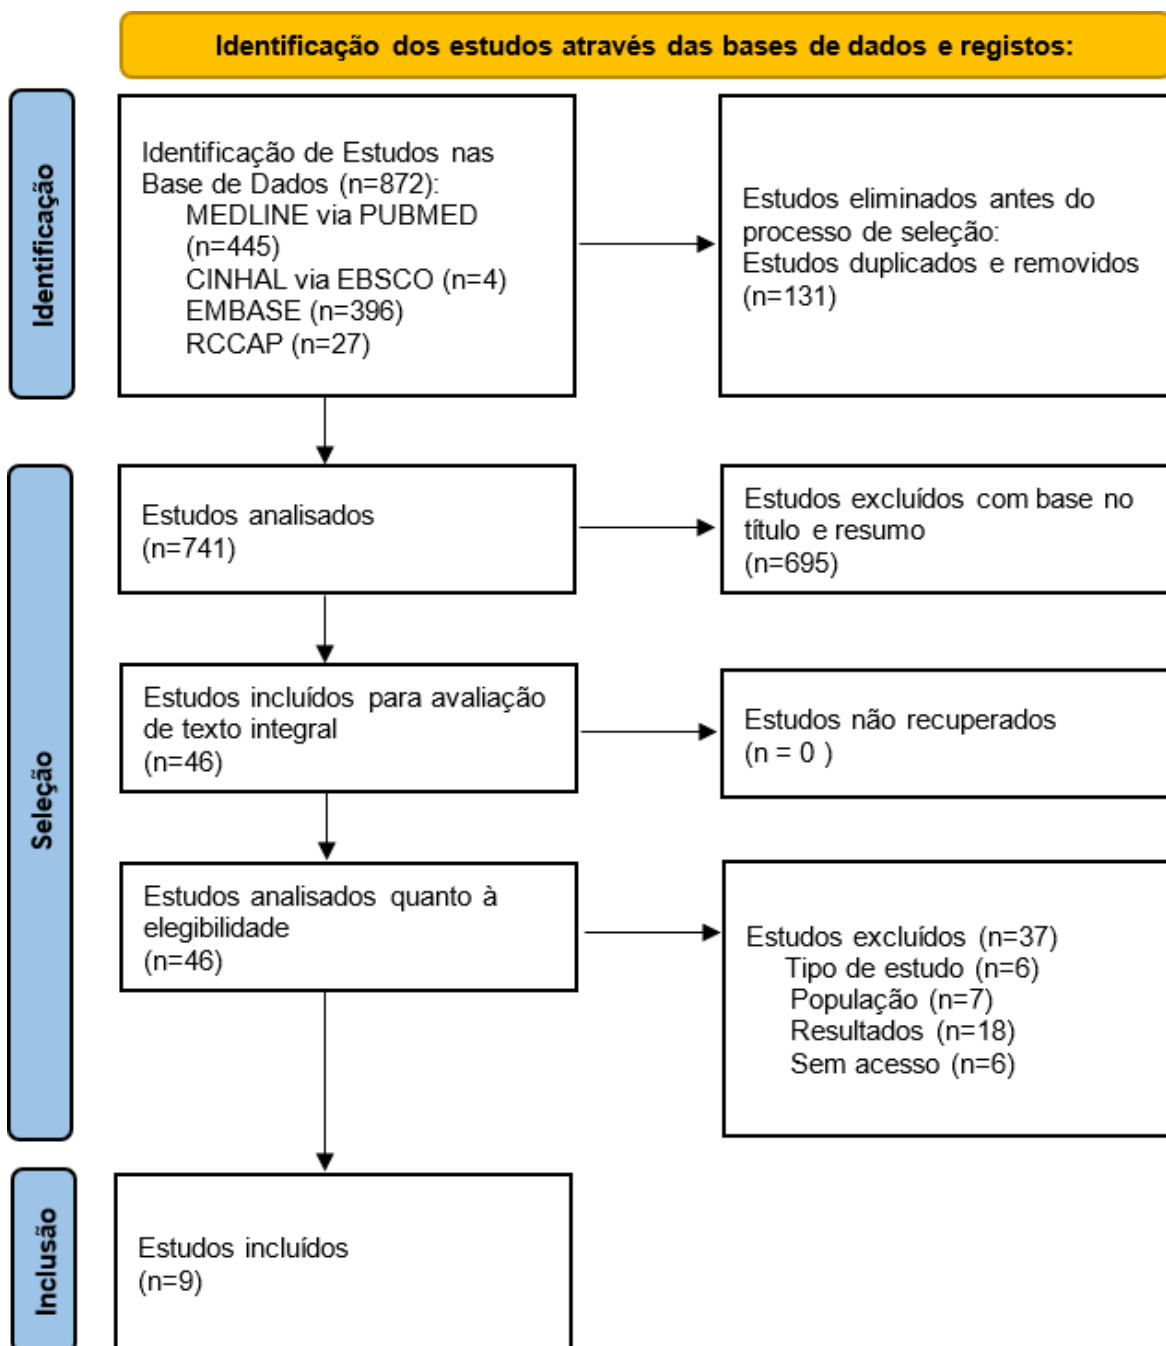 Identificação dos estudos através das bases de dados e registos:
Identificação
Identificação de Estudos nas
Base de Dados (n=872):
MEDLINE via PUBMED
(n=445)
CINHAL via EBSCO (n=4)
EMBASE (n=396)
RCCAP (n=27)
Estudos eliminados antes do
processo de seleção:
Estudos duplicados e removidos
(n=131)
Seleção
Estudos analisados
(n=741)
Estudos excluídos com base no
título e resumo
(n=695)
Estudos incluídos para avaliação
de texto integral
(n=46)
Estudos não recuperados
(n = 0 )
Estudos analisados quanto à
elegibilidade
(n=46)
Estudos excluídos (n=37)
Tipo de estudo (n=6)
População (n=7)
Resultados (n=18)
Sem acesso (n=6)
Inclusão
Estudos incluídos
(n=9)